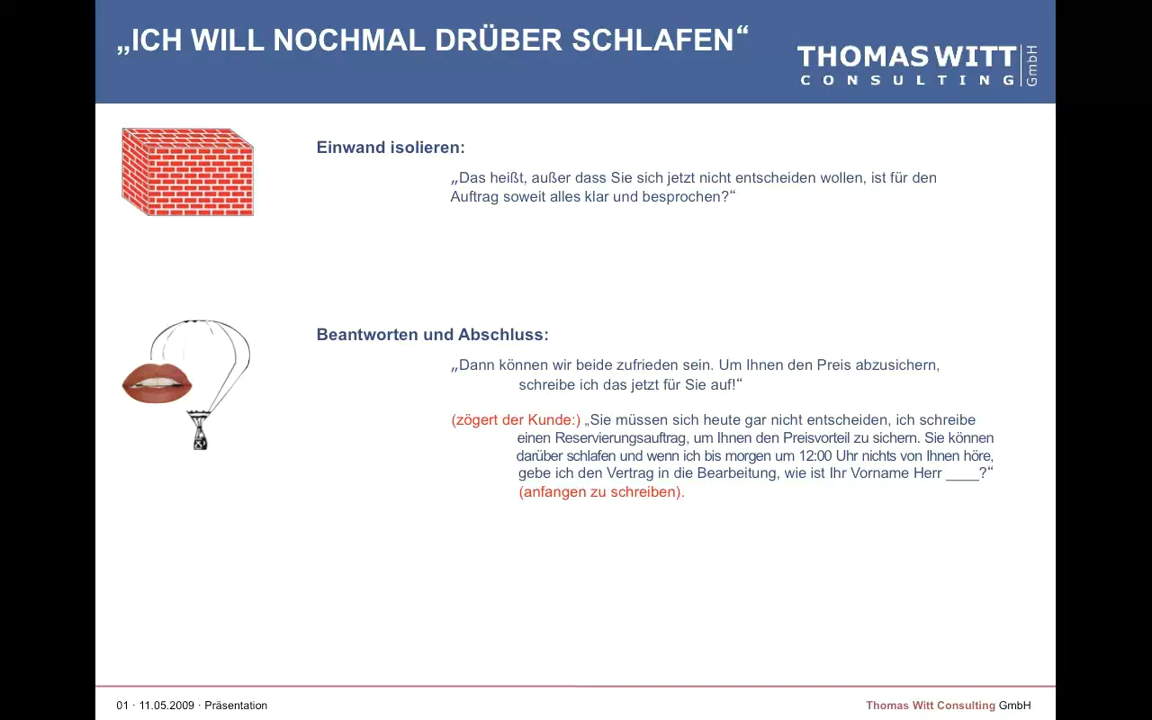 „ICH WILL NOCHMAL DRÜBER SCHLAFEN“
THOMAS WITT
CONSULTING
GmbH
Einwand isolieren:
„Das heißt, außer dass Sie sich jetzt nicht entscheiden wollen, ist für den
Auftrag soweit alles klar und besprochen?“
Beantworten und Abschluss:
„Dann können wir beide zufrieden sein. Um Ihnen den Preis abzusichern,
schreibe ich das jetzt für Sie auf!“
(zögert der Kunde:) „Sie müssen sich heute gar nicht entscheiden, ich schreibe
einen Reservierungsauftrag, um Ihnen den Preisvorteil zu sichern. Sie können
darüber schlafen und wenn ich bis morgen um 12:00 Uhr nichts von Ihnen höre,
gebe ich den Vertrag in die Bearbeitung, wie ist Ihr Vorname Herr ____?“
(anfangen zu schreiben).
01 · 11.05.2009 · Präsentation
Thomas Witt Consulting GmbH